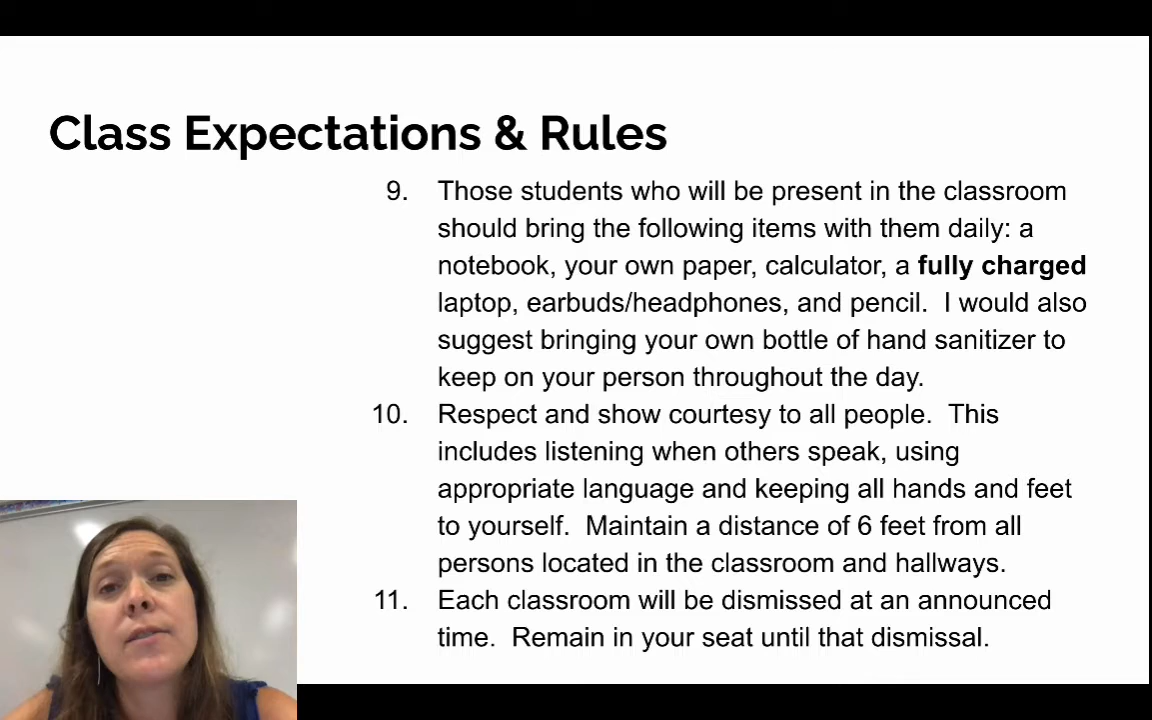 Class Expectations & Rules
9. Those students who will be present in the classroom
should bring the following items with them daily: a
notebook, your own paper, calculator, a fully charged
laptop, earbuds/headphones, and pencil.  I would also
suggest bringing your own bottle of hand sanitizer to
keep on your person throughout the day.
10. Respect and show courtesy to all people.  This
includes listening when others speak, using
appropriate language and keeping all hands and feet
to yourself.  Maintain a distance of 6 feet from all
persons located in the classroom and hallways.
11. Each classroom will be dismissed at an announced
time.  Remain in your seat until that dismissal.